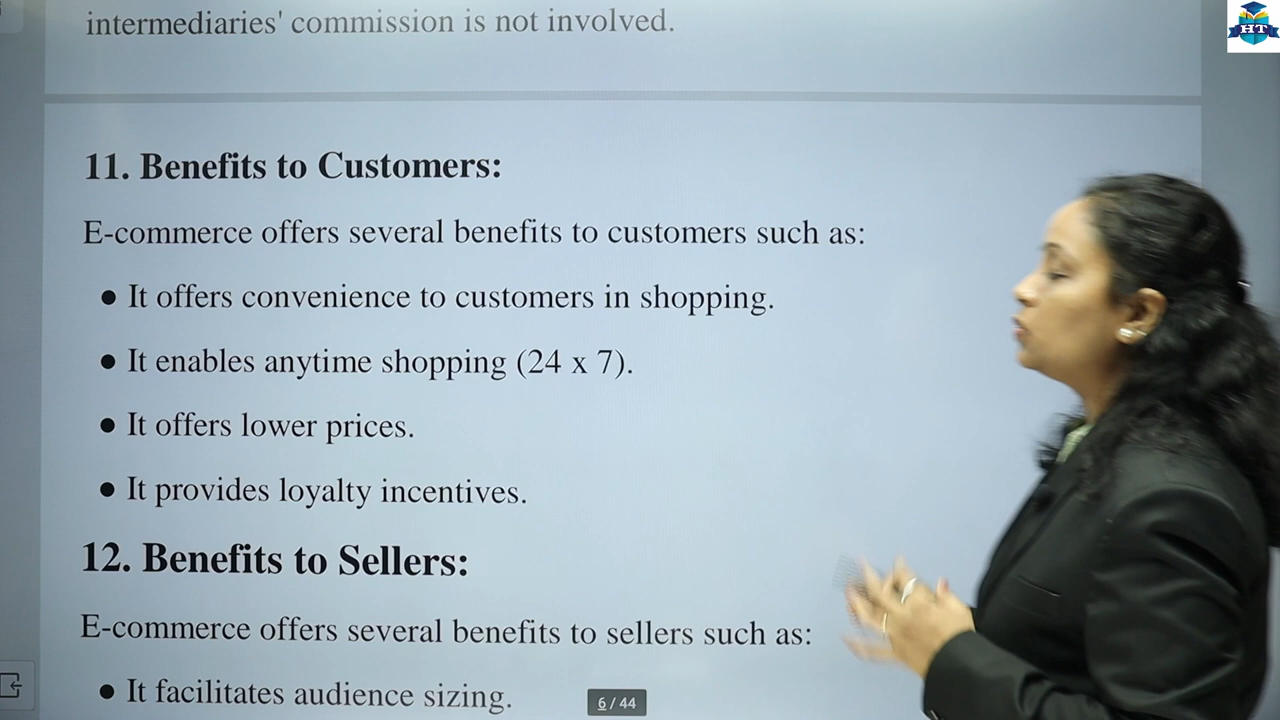 intermediaries' commission is not involved.
HT
11. Benefits to Customers:
E-commerce offers several benefits to customers such as:
● It offers convenience to customers in shopping.
● It enables anytime shopping (24 x 7).
● It offers lower prices.
● It provides loyalty incentives.
12. Benefits to Sellers:
E-commerce offers several benefits to sellers such as:
● It facilitates audience sizing.
6 / 44